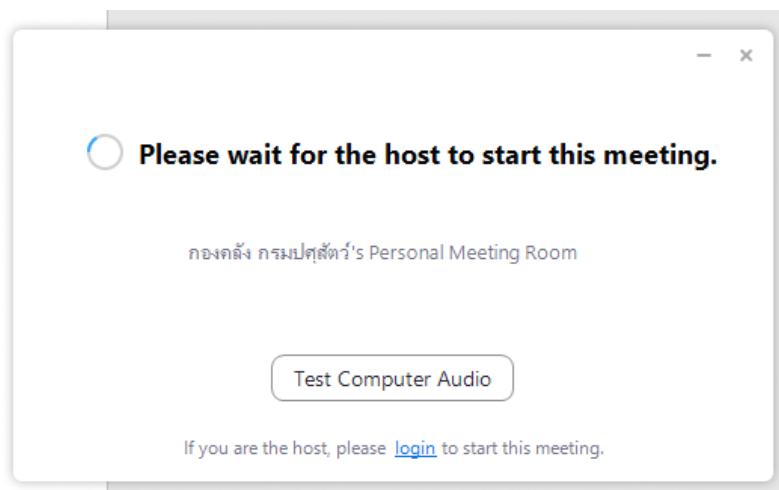 Please wait for the host to start this meeting.
กองคลัง กรมปศุสัตว์'s Personal Meeting Room
Test Computer Audio
If you are the host, please login to start this meeting.